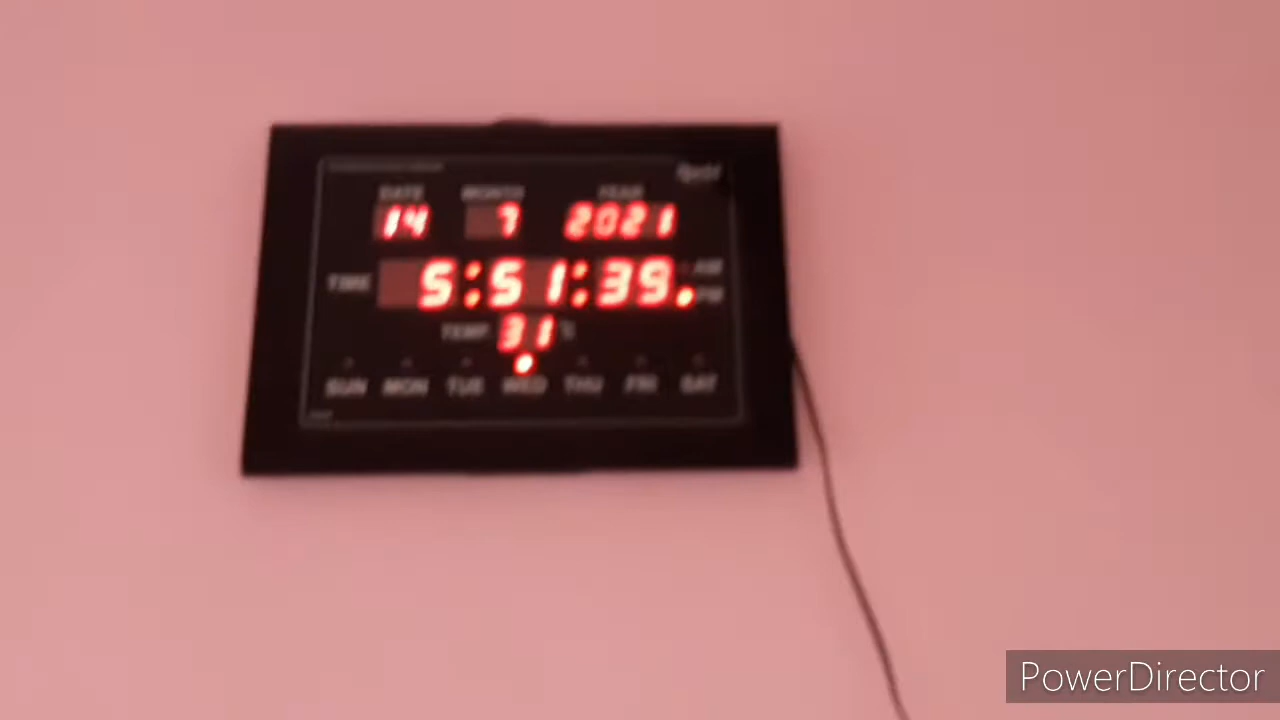 DATE MONTH YEAR
14 7 2021
TIME 5:51:39 AM
PM
TEMP 31 °C
SUN MON TUE WED THU FRI SAT
PowerDirector